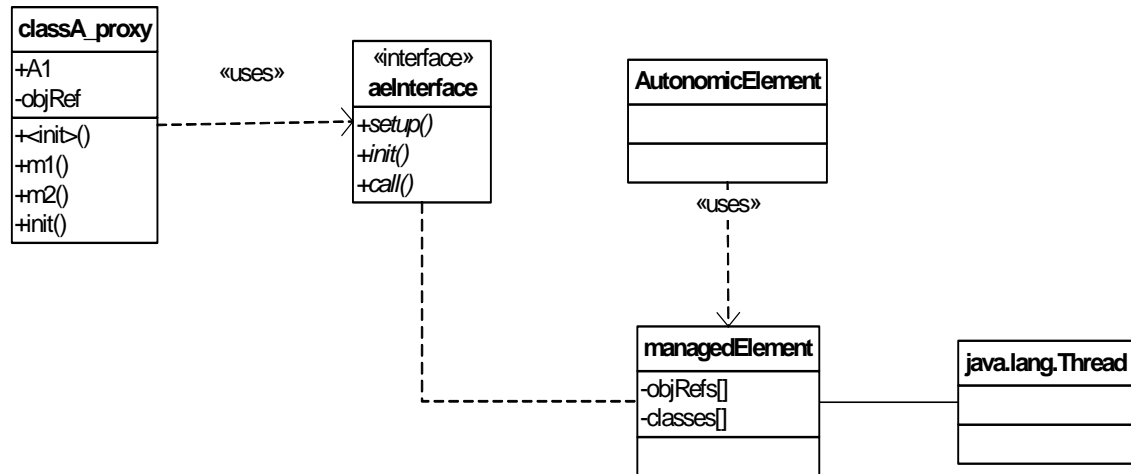 classA_proxy
+A1
-objRef
+<init>()
+m1()
+m2()
+init()
«uses»
«interface»
aeInterface
+setup()
+init()
+call()
AutonomicElement
«uses»
managedElement
-objRefs[]
-classes[]
java.lang.Thread